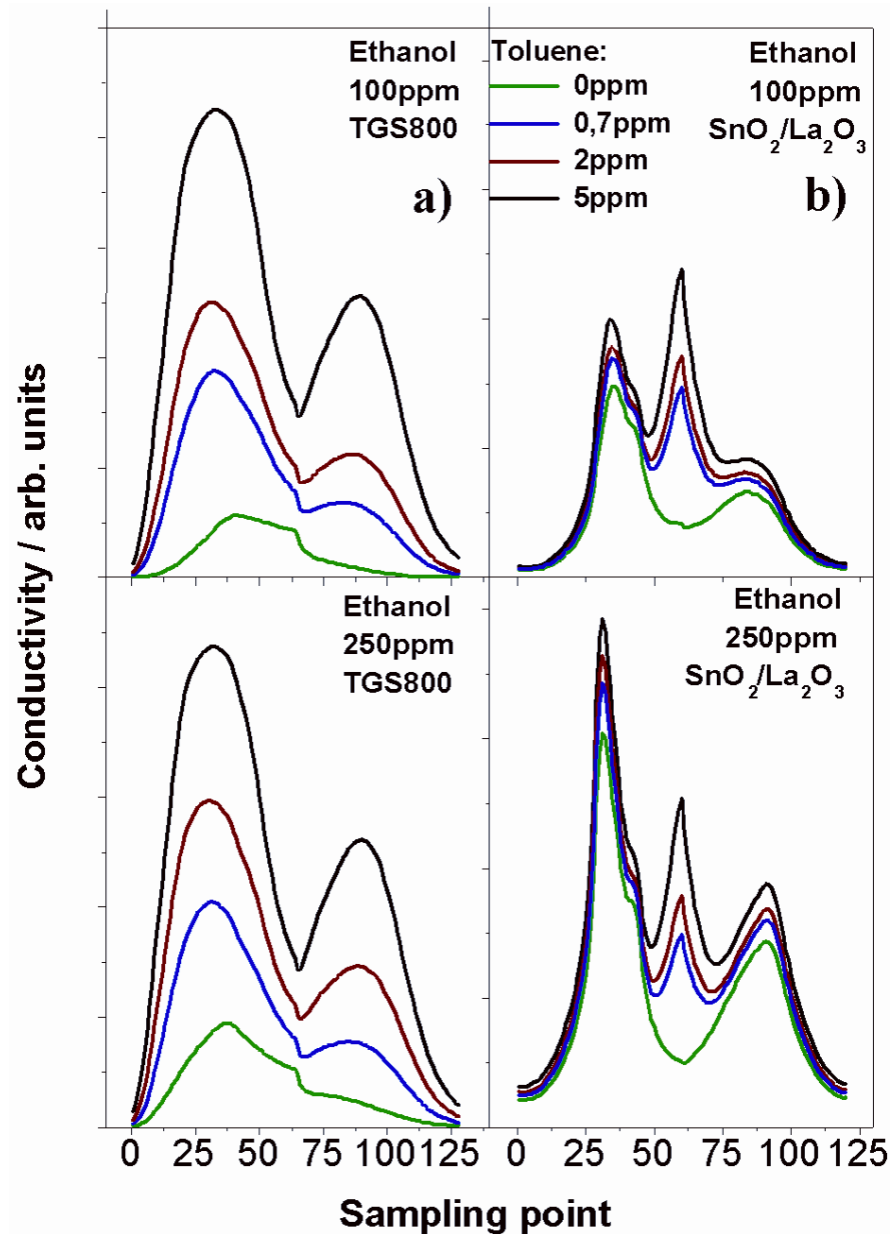 Ethanol
100ppm
TGS800
a)
Toluene:
0ppm
0,7ppm
2ppm
5ppm
Ethanol
100ppm
SnO₂/La₂O₃
b)
Ethanol
250ppm
TGS800
Ethanol
250ppm
SnO₂/La₂O₃
Conductivity / arb. units
0 25 50 75 100 125 0 25 50 75 100 125
Sampling point